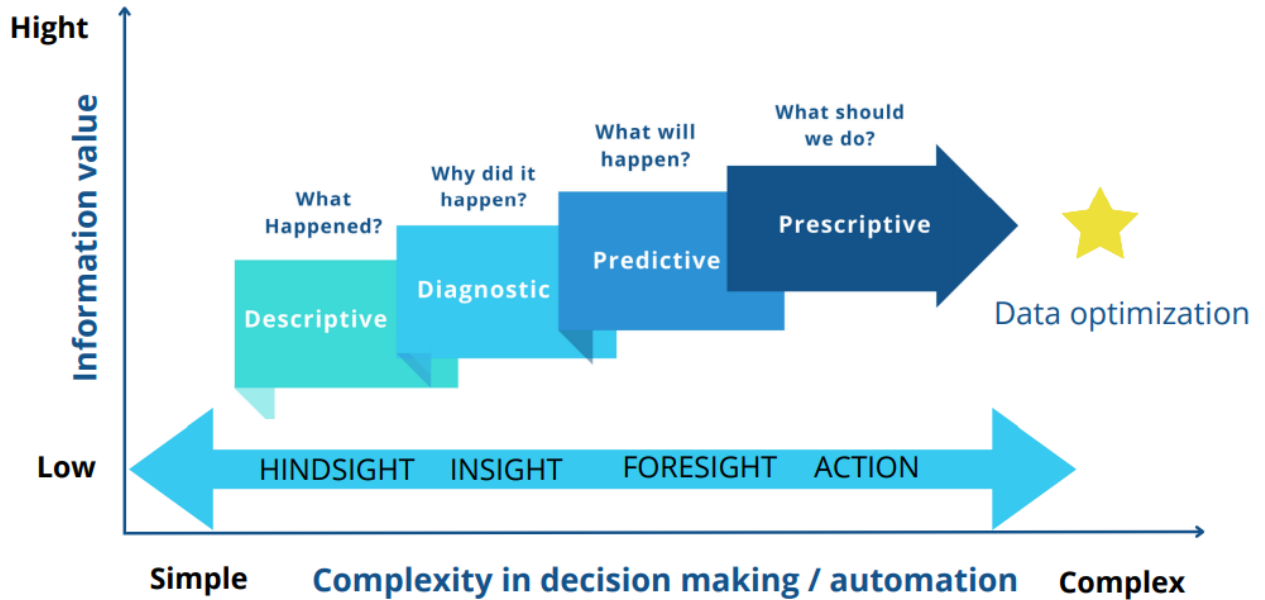 Hight
Information value
Low
What
Happened?
Why did it
happen?
What will
happen?
What should
we do?
Descriptive
Diagnostic
Predictive
Prescriptive
Data optimization
HINDSIGHT
INSIGHT
FORESIGHT
ACTION
Simple
Complexity in decision making / automation
Complex